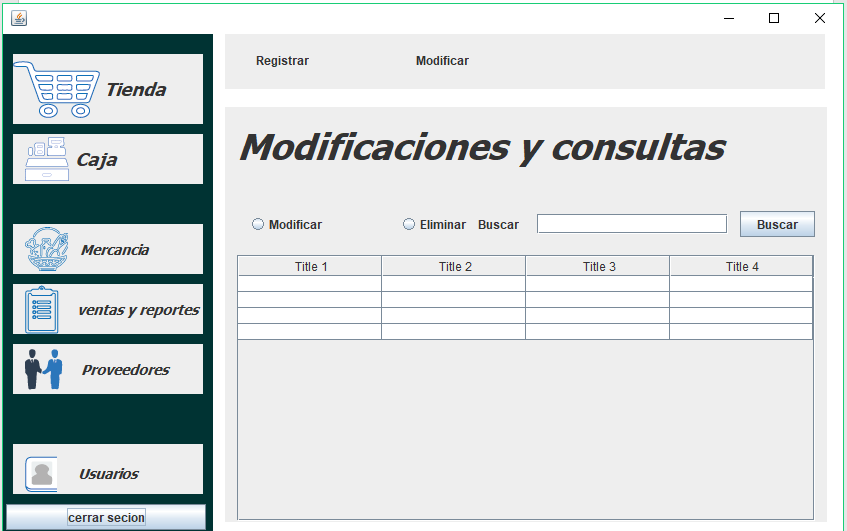 Tienda
Caja
Mercancia
ventas y reportes
Proveedores
Usuarios
cerrar secion
Registrar Modificar
Modificaciones y consultas
Modificar Eliminar Buscar Buscar
Title 1 Title 2 Title 3 Title 4